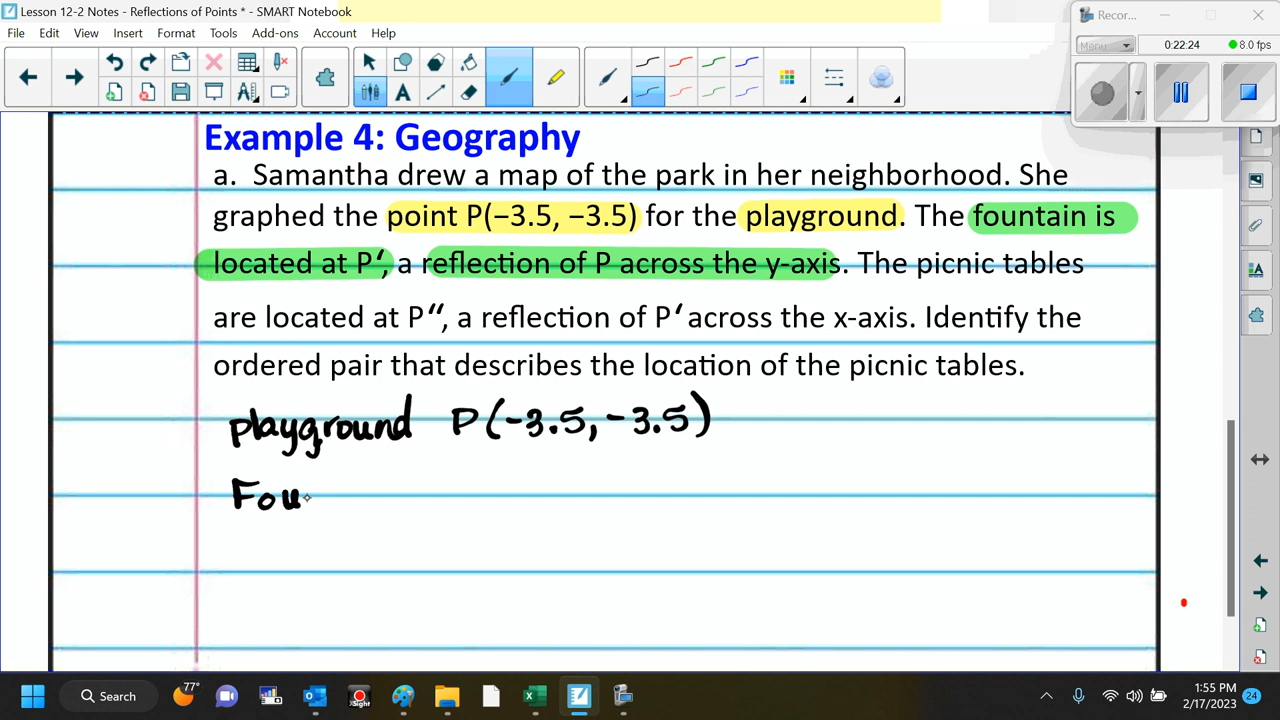 Lesson 12-2 Notes - Reflections of Points * - SMART Notebook
Recor...
File Edit View Insert Format Tools Add-ons Account Help
Menu 0:22:24 8.0 fps
Example 4: Geography
a. Samantha drew a map of the park in her neighborhood. She
graphed the point P(−3.5, −3.5) for the playground. The fountain is
located at P′, a reflection of P across the y-axis. The picnic tables
are located at P″, a reflection of P′ across the x-axis. Identify the
ordered pair that describes the location of the picnic tables.
playground P(-3.5, -3.5)
Fou
77°
Search
XSight
1:55 PM
2/17/2023
24